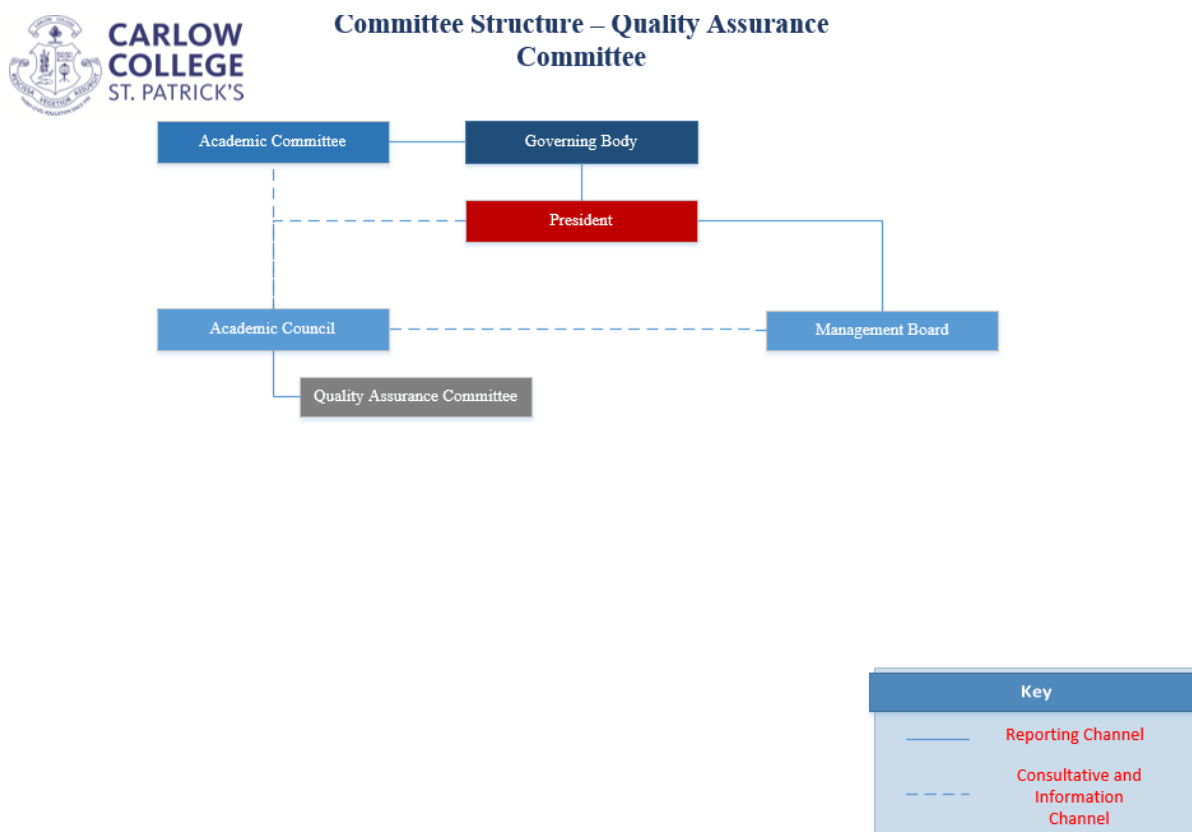 Committee Structure – Quality Assurance
Committee
CARLOW
COLLEGE
ST. PATRICK'S
Academic Committee
Governing Body
President
Academic Council
Management Board
Quality Assurance Committee
Key
Reporting Channel
Consultative and
Information
Channel